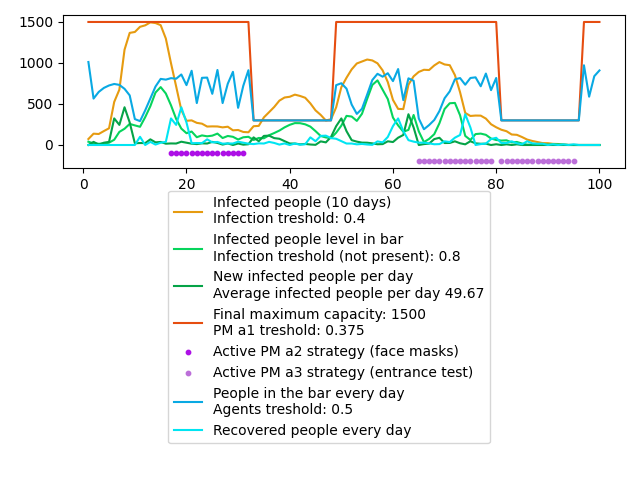 1500
1000
500
0
0
20
40
60
80
100
Infected people (10 days)
Infection treshold: 0.4
Infected people level in bar
Infection treshold (not present): 0.8
New infected people per day
Average infected people per day 49.67
Final maximum capacity: 1500
PM a1 treshold: 0.375
Active PM a2 strategy (face masks)
Active PM a3 strategy (entrance test)
People in the bar every day
Agents treshold: 0.5
Recovered people every day